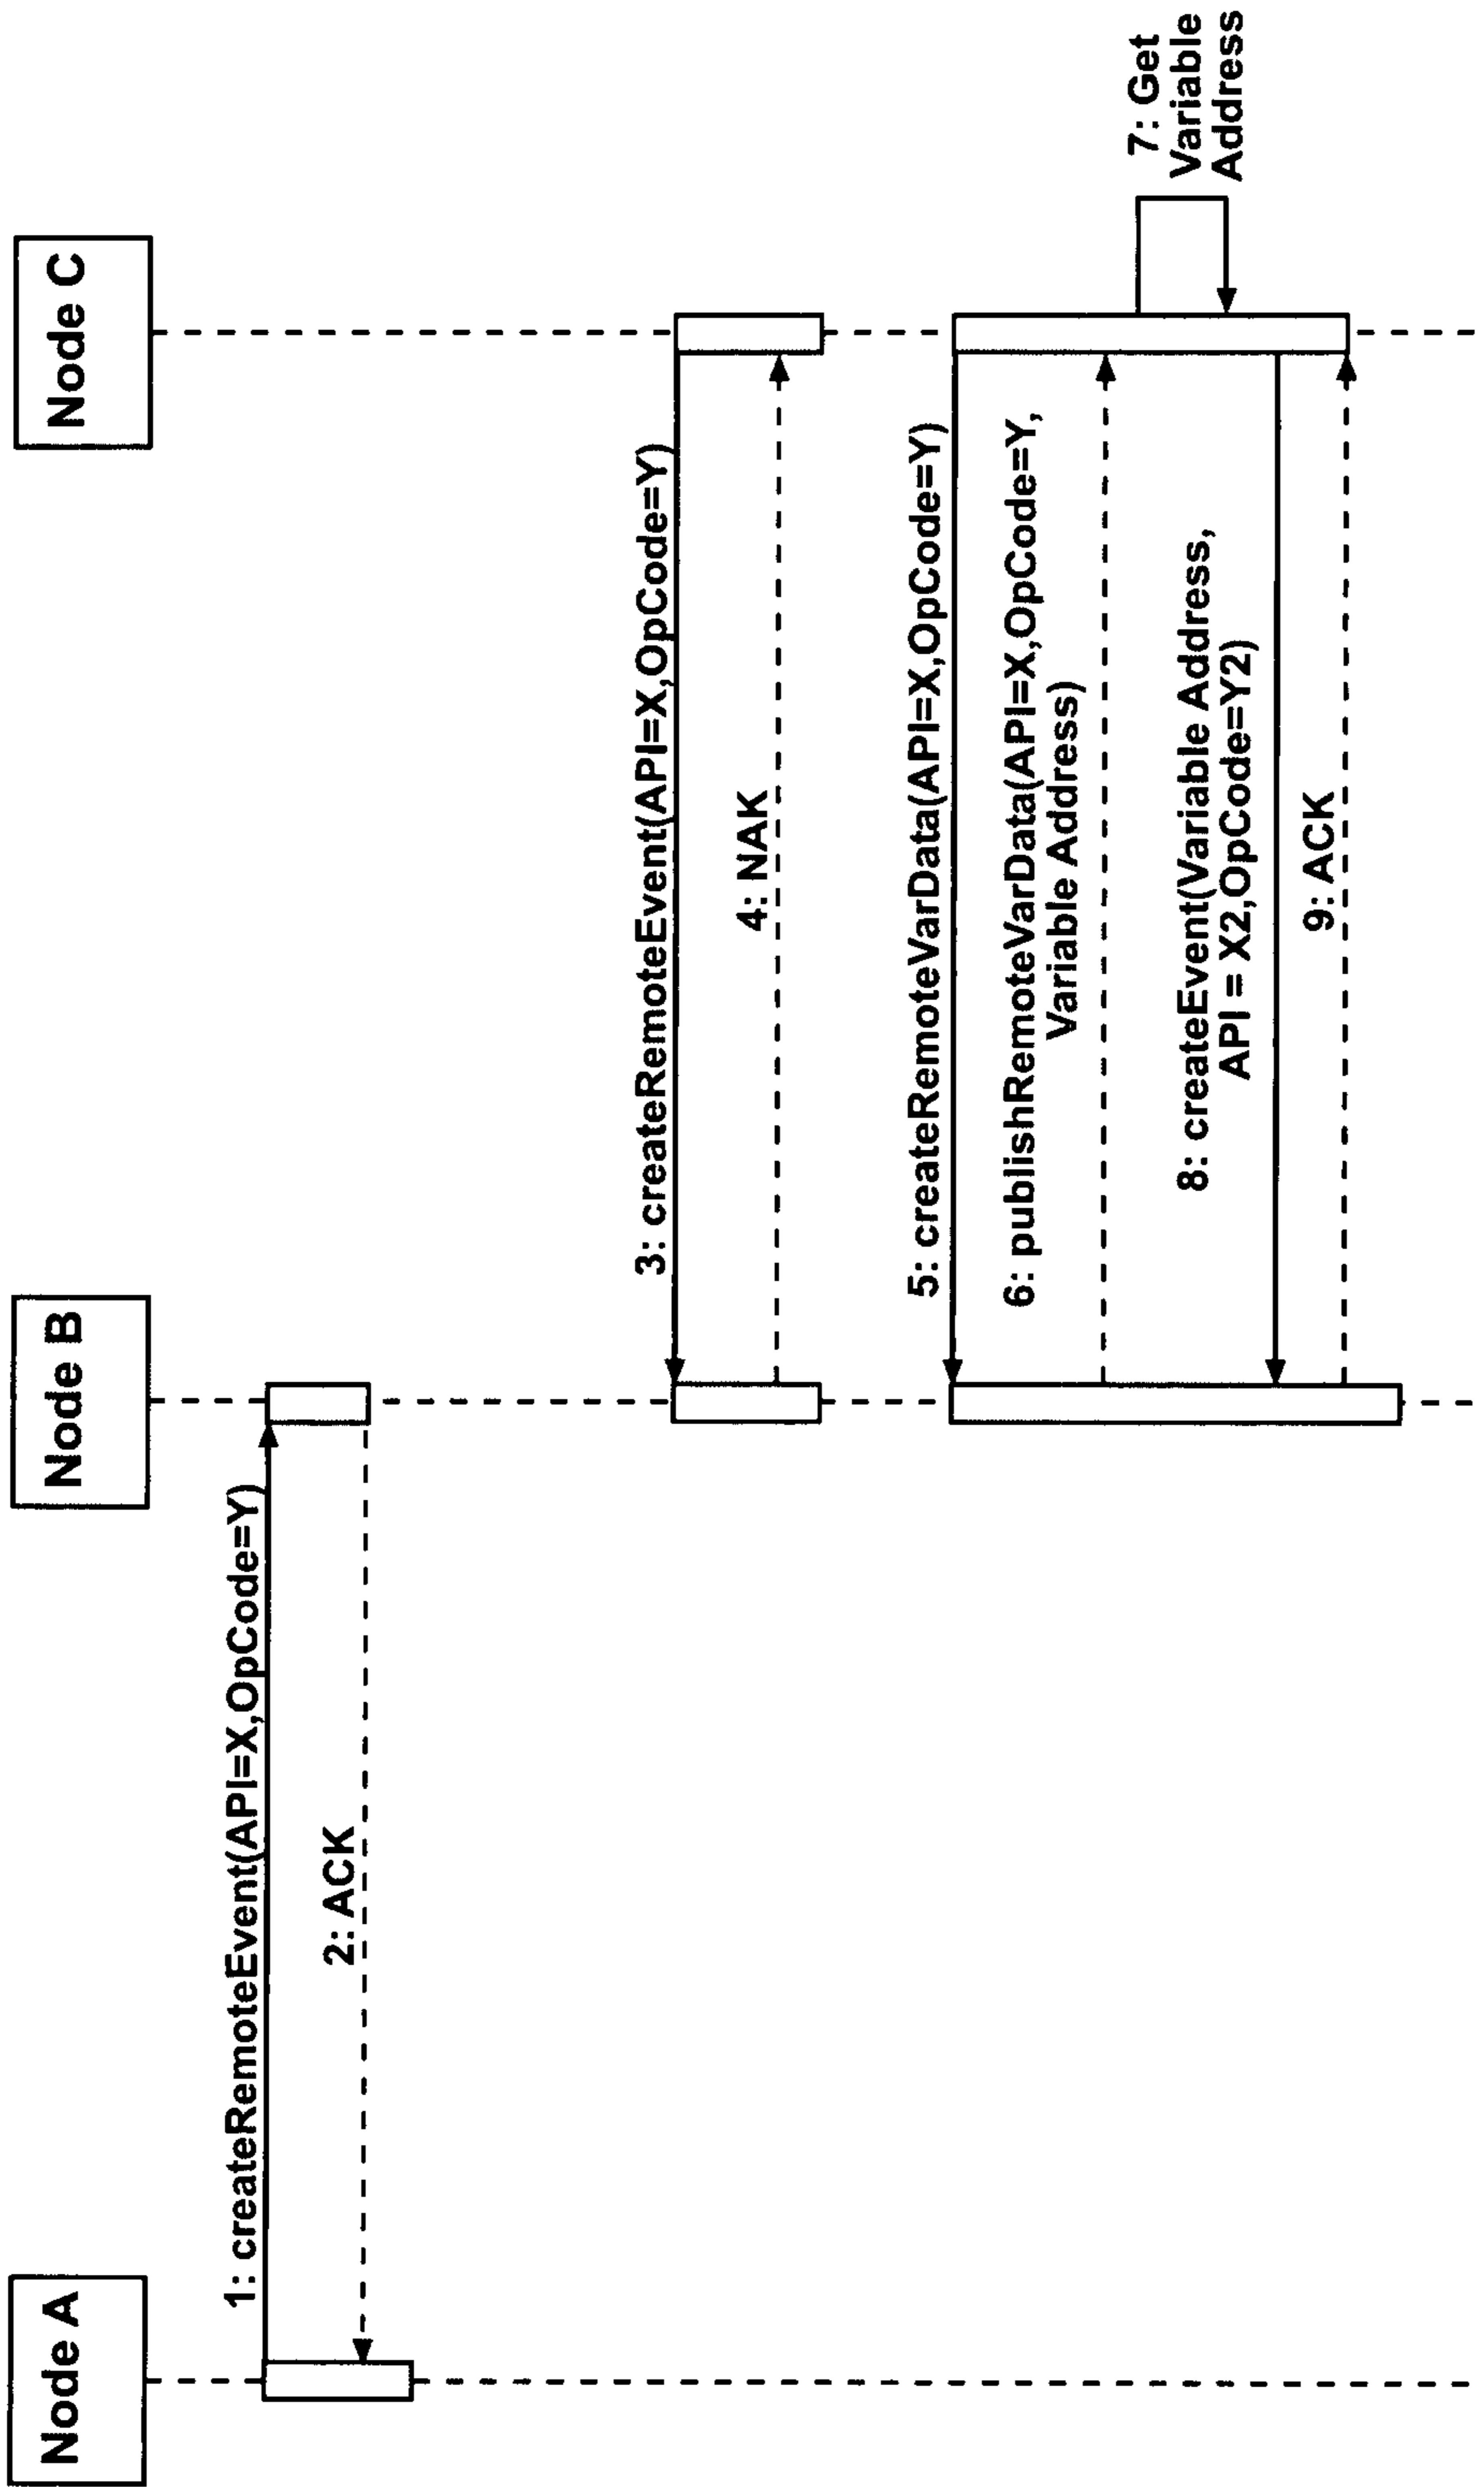 Node A
Node B
Node C
1: createRemoteEvent(API=X,OpCode=Y)
2: ACK
3: createRemoteEvent(API=X,OpCode=Y)
4: NAK
5: createRemoteVarData(API=X,OpCode=Y)
6: publishRemoteVarData(API=X,OpCode=Y,
Variable Address)
7: Get
Variable
Address
8: createEvent(Variable Address,
API = X2,OpCode=Y2)
9: ACK